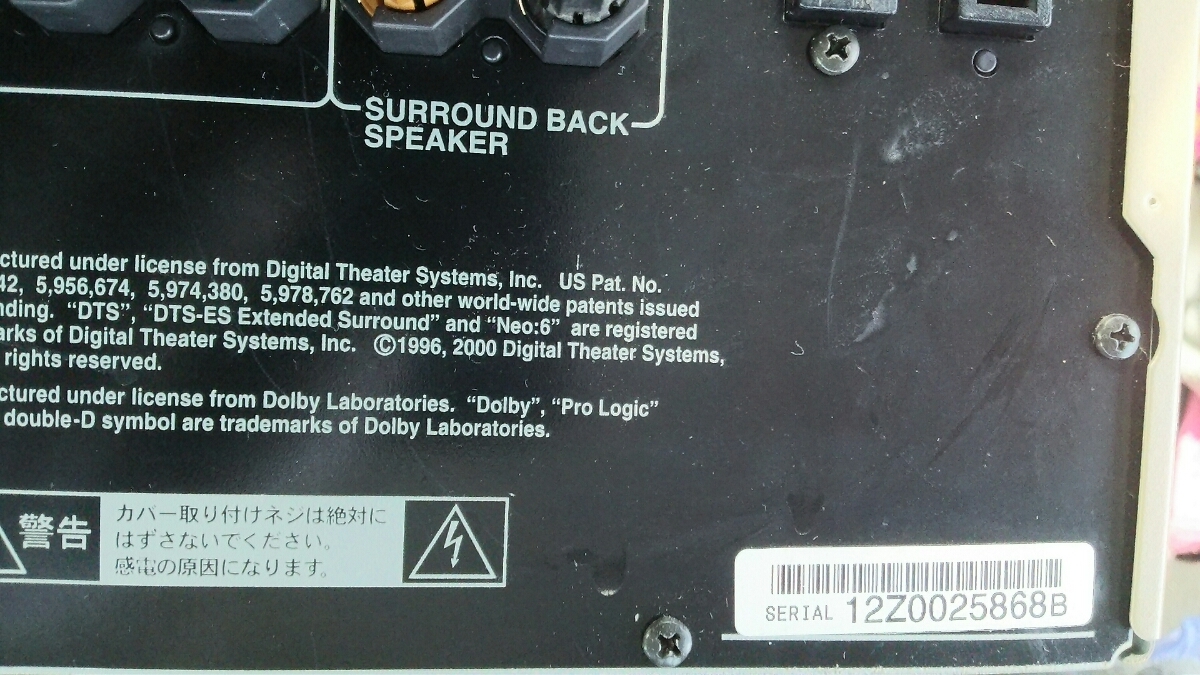 SURROUND BACK
SPEAKER
ctured under license from Digital Theater Systems, Inc. US Pat. No.
42, 5,956,674, 5,974,380, 5,978,762 and other world-wide patents issued
nding. “DTS”, “DTS-ES Extended Surround” and “Neo:6” are registered
arks of Digital Theater Systems, Inc. ©1996, 2000 Digital Theater Systems,
rights reserved.
ctured under license from Dolby Laboratories. “Dolby”, “Pro Logic”
double-D symbol are trademarks of Dolby Laboratories.
警告
カバー取り付けネジは絶対に
はずさないでください。
感電の原因になります。
SERIAL 12Z0025868B